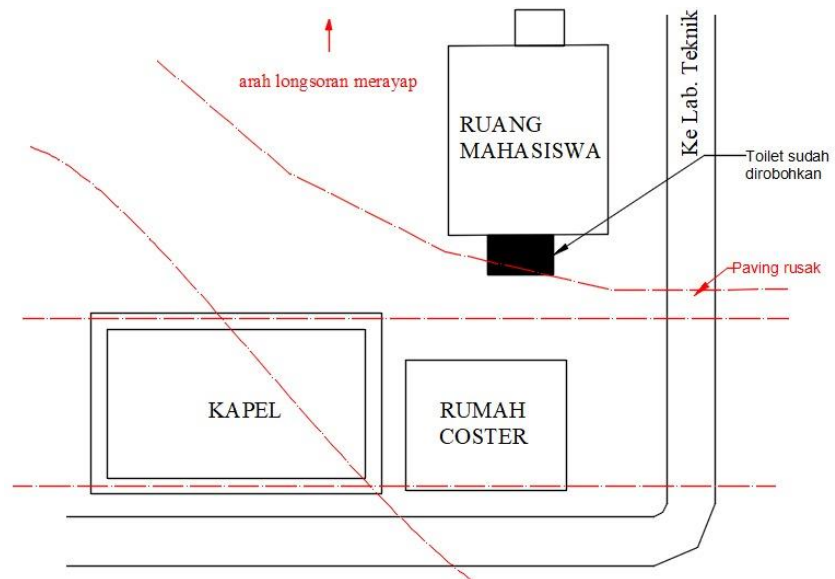 arah longsoran merayap
RUANG
MAHASISWA
Ke Lab. Teknik
Toilet sudah
dirobohkan
Paving rusak
KAPEL
RUMAH
COSTER